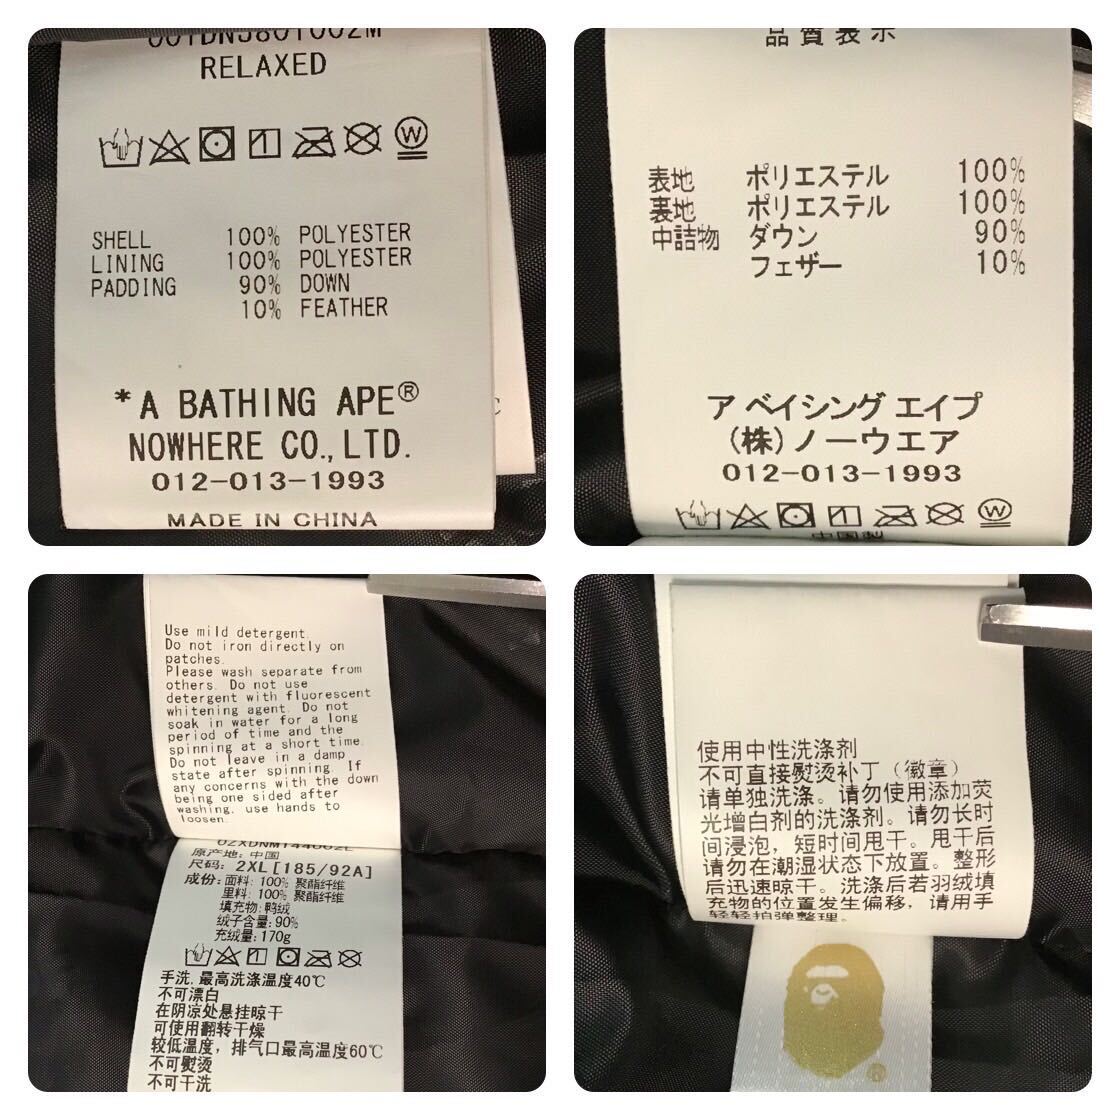 001DNJ801002M
RELAXED
SHELL 100% POLYESTER
LINING 100% POLYESTER
PADDING 90% DOWN
10% FEATHER
*A BATHING APE®
NOWHERE CO., LTD.
012-013-1993
MADE IN CHINA
C
品質表示
表地 ポリエステル 100%
裏地 ポリエステル 100%
中詰物 ダウン 90%
フェザー 10%
ア ベイシング エイプ
(株)ノーウエア
012-013-1993
中国製
Use mild detergent.
Do not iron directly on
patches.
Please wash separate from
others. Do not use
detergent with fluorescent
whitening agent. Do not
soak in water for a long
period of time and the
spinning at a short time.
Do not leave in a damp
state after spinning. If
any concerns with the down
being one sided after
washing, use hands to
loosen.
原产地: 中国
尺码: 2XL[185/92A]
成份: 面料: 100% 聚酯纤维
里料: 100% 聚酯纤维
填充物: 鸭绒
绒子含量: 90%
充绒量: 170g
手洗, 最高洗涤温度40℃
不可漂白
在阴凉处悬挂晾干
可使用翻转干燥
较低温度，排气口最高温度60℃
不可熨烫
不可干洗
使用中性洗涤剂
不可直接熨烫补丁（徽章）
请单独洗涤。请勿使用添加荧
光增白剂的洗涤剂。请勿长时
间浸泡，短时间甩干。甩干后
请勿在潮湿状态下放置。整形
后迅速晾干。洗涤后若羽绒填
充物的位置发生偏移，请用手
轻轻拍弹整理。
®